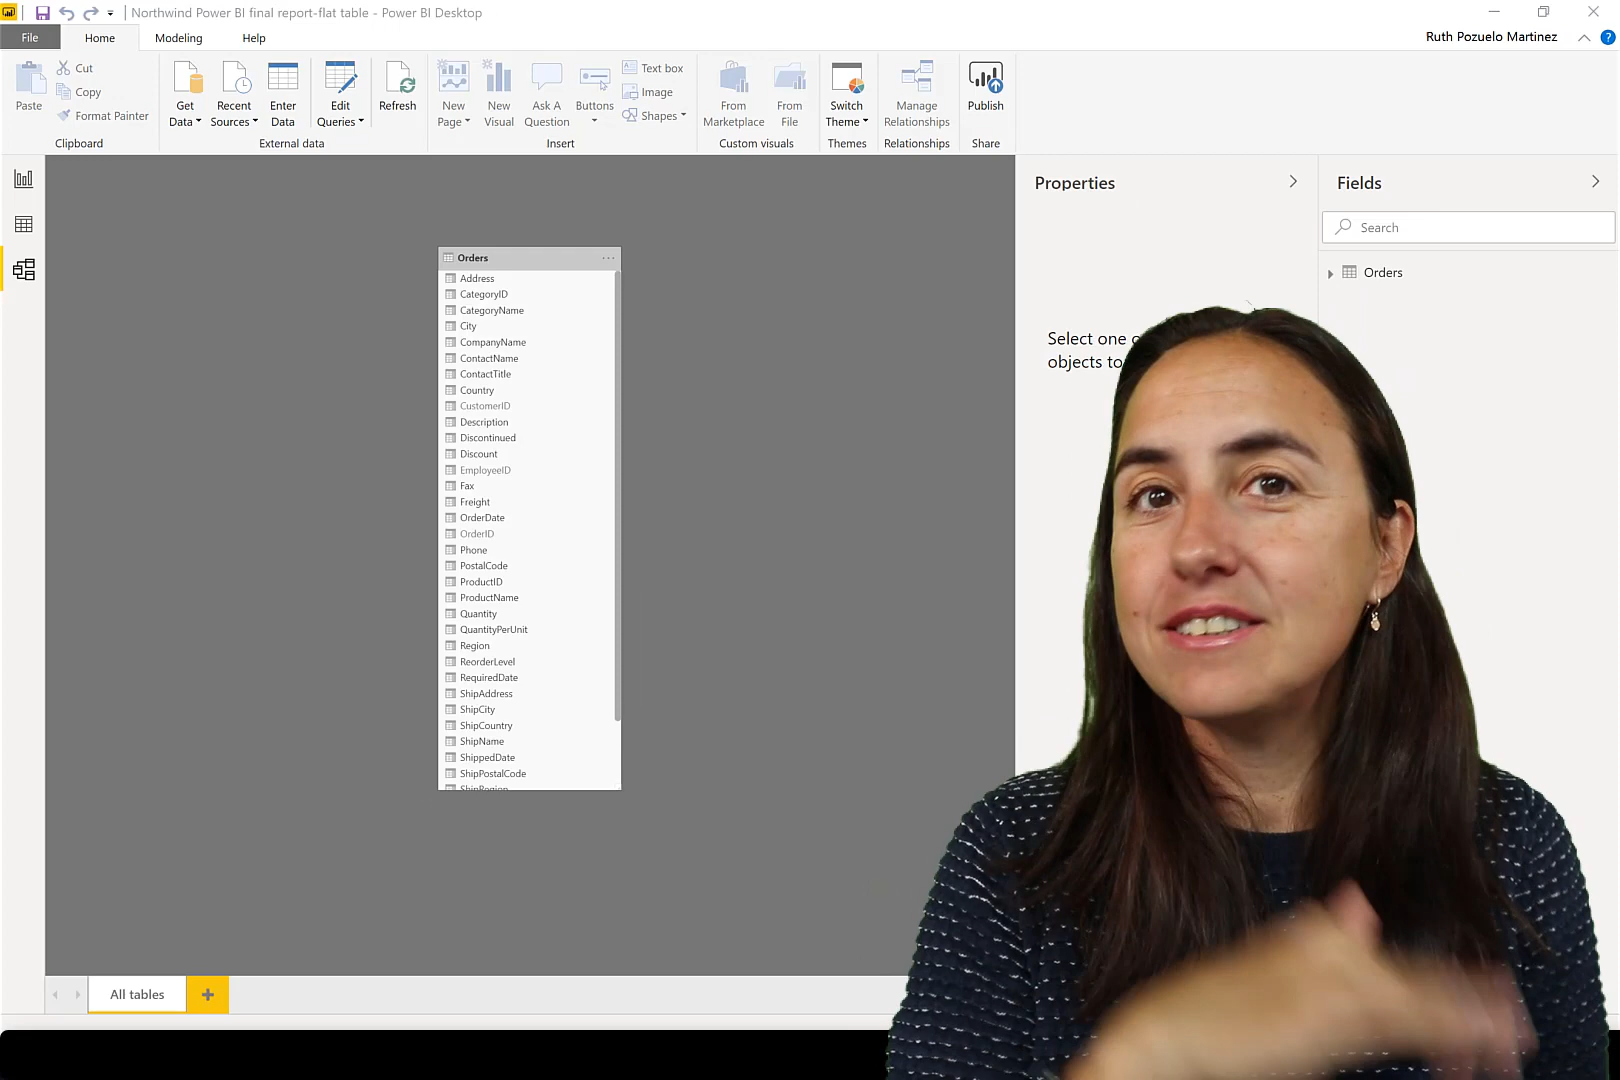 Northwind Power BI final report-flat table - Power BI Desktop
File Home Modeling Help
Ruth Pozuelo Martinez
Paste
Cut
Copy
Format Painter
Clipboard
Get Data
Recent Sources
Enter Data
Edit Queries
Refresh
External data
New Page
New Visual
Ask A Question
Buttons
Text box
Image
Shapes
Insert
From Marketplace
From File
Custom visuals
Switch Theme
Themes
Manage Relationships
Relationships
Publish
Share
Orders
Address
CategoryID
CategoryName
City
CompanyName
ContactName
ContactTitle
Country
CustomerID
Description
Discontinued
Discount
EmployeeID
Fax
Freight
OrderDate
OrderID
Phone
PostalCode
ProductID
ProductName
Quantity
QuantityPerUnit
Region
ReorderLevel
RequiredDate
ShipAddress
ShipCity
ShipCountry
ShipName
ShippedDate
ShipPostalCode
ShipRegion
Properties
Select one
objects to
Fields
Search
Orders
All tables